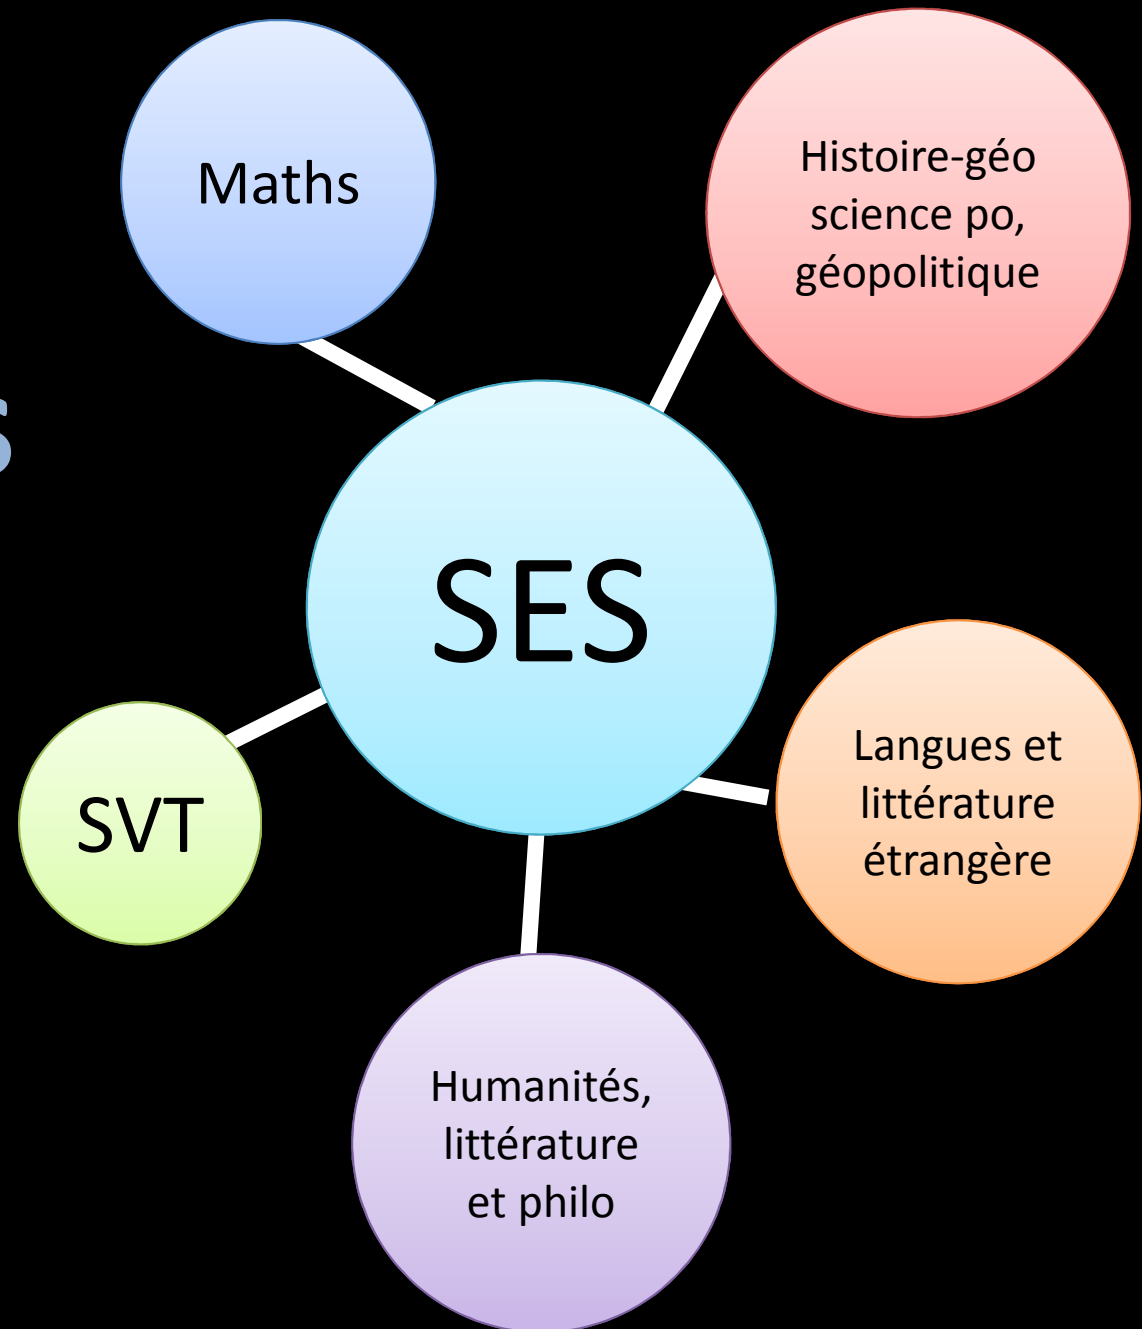 Maths
Histoire-géo
science po,
géopolitique
s
SES
Langues et
littérature
étrangère
SVT
Humanités,
littérature
et philo